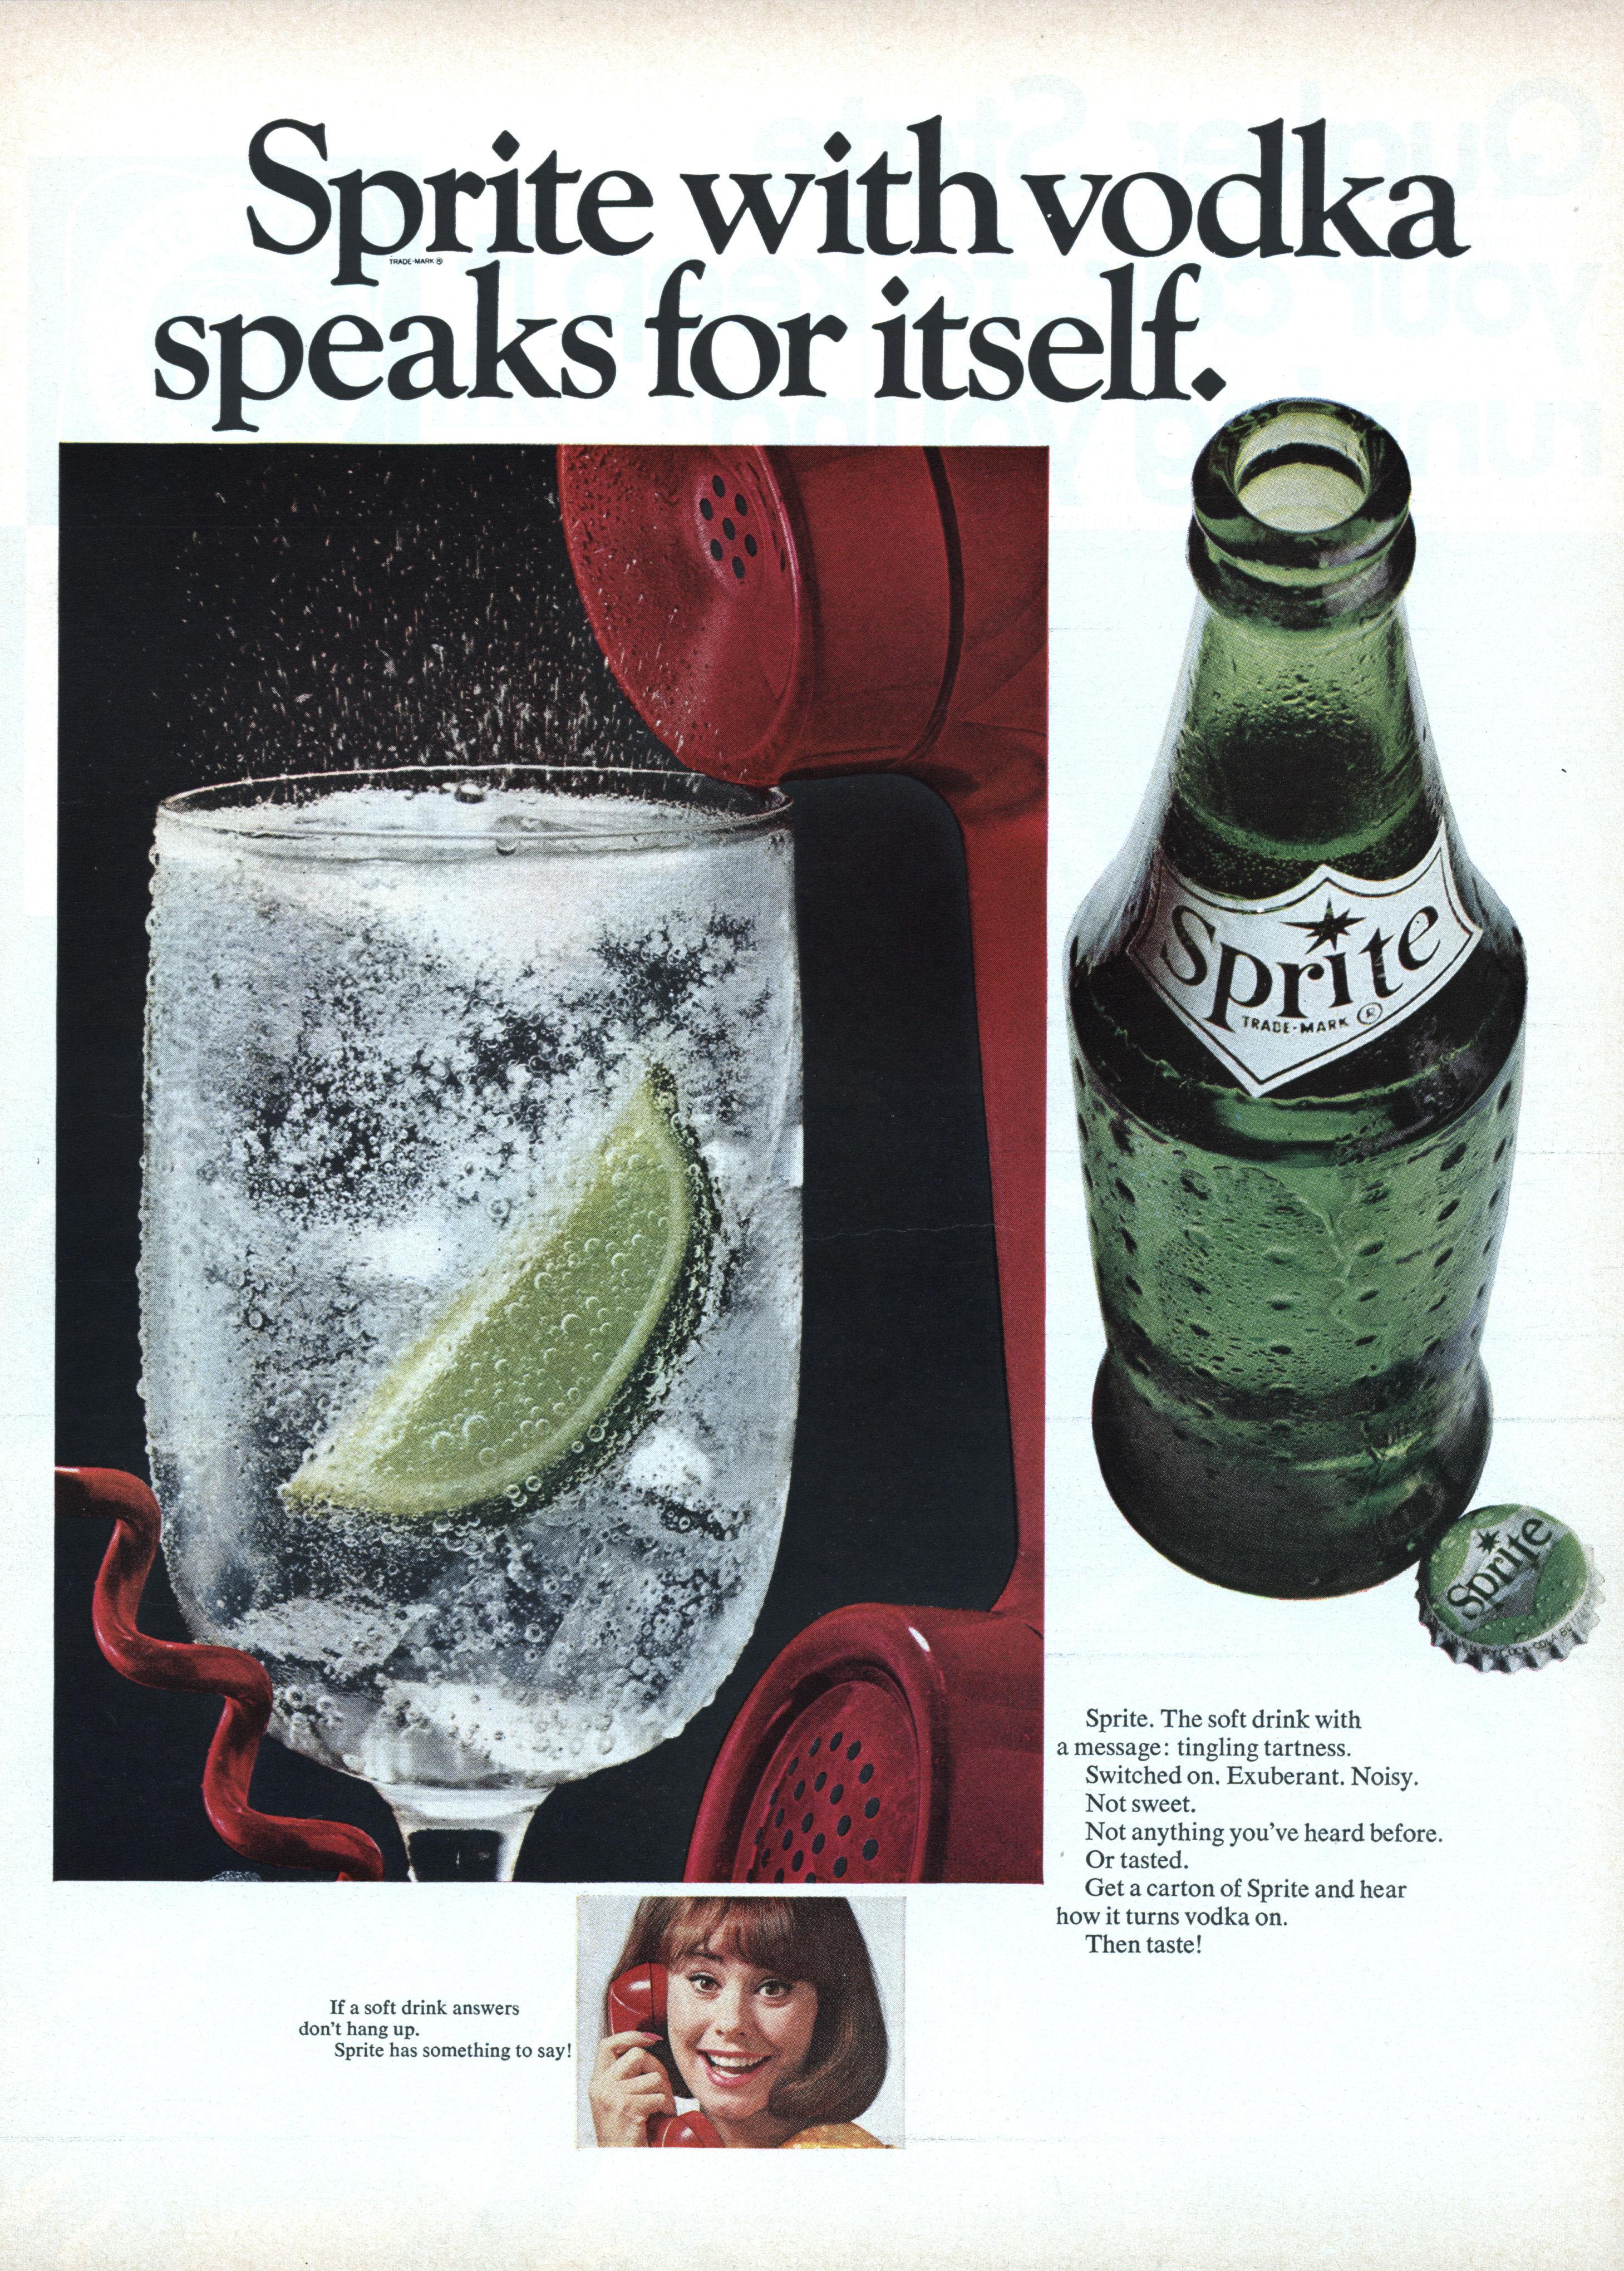 Sprite with vodka
TRADE-MARK ®
speaks for itself.
Sprite
TRADE-MARK ®
Sprite
COCA-COLA BO
Sprite. The soft drink with
a message: tingling tartness.
Switched on. Exuberant. Noisy.
Not sweet.
Not anything you've heard before.
Or tasted.
Get a carton of Sprite and hear
how it turns vodka on.
Then taste!
If a soft drink answers
don't hang up.
Sprite has something to say!